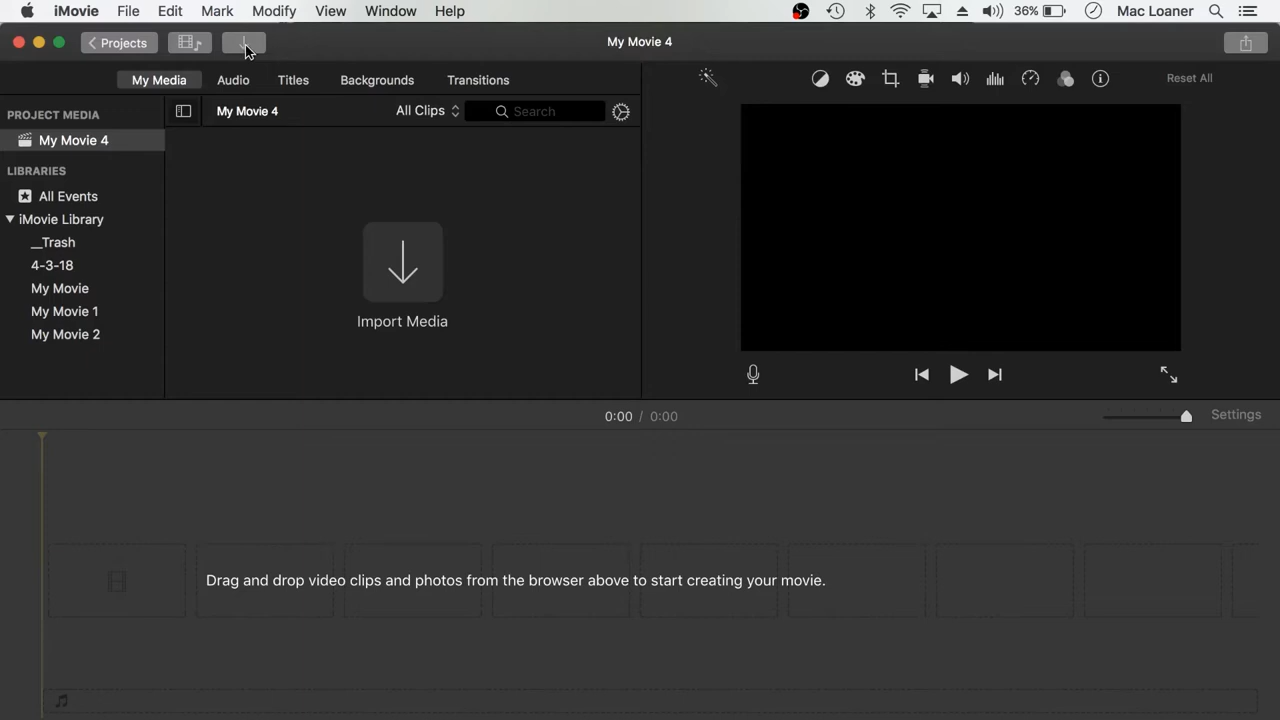 iMovie File Edit Mark Modify View Window Help 36% Mac Loaner
Projects My Movie 4
My Media Audio Titles Backgrounds Transitions Reset All
PROJECT MEDIA
My Movie 4 All Clips Search
My Movie 4
LIBRARIES
All Events
iMovie Library
__Trash
4-3-18
My Movie
My Movie 1
My Movie 2
Import Media
0:00 / 0:00 Settings
Drag and drop video clips and photos from the browser above to start creating your movie.